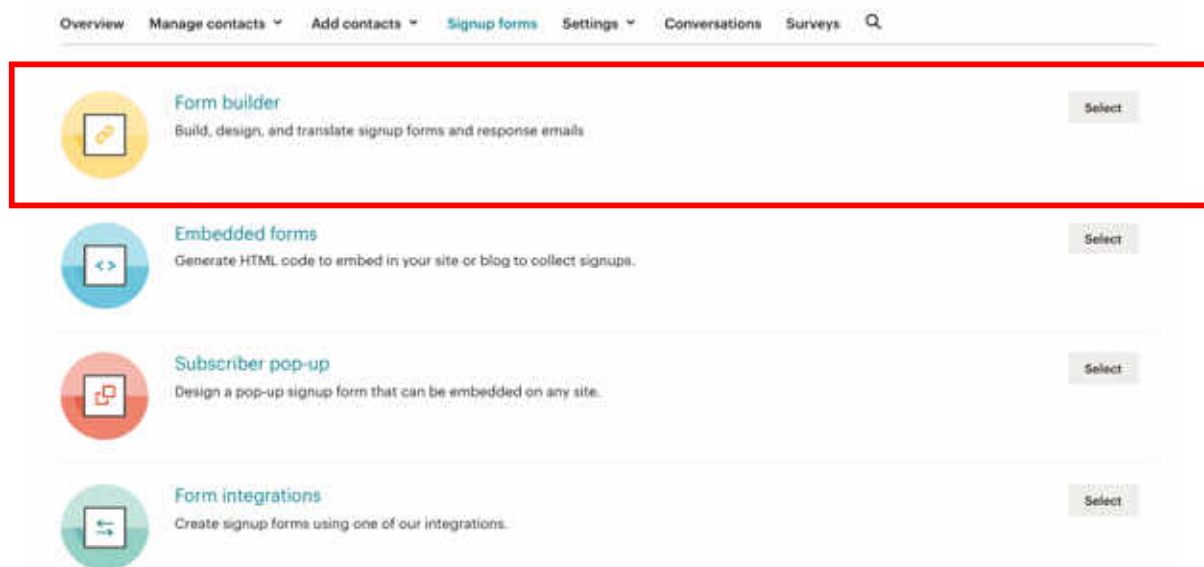 Overview Manage contacts Add contacts Signup forms Settings Conversations Surveys
Form builder
Select
Build, design, and translate signup forms and response emails
Embedded forms
Select
Generate HTML code to embed in your site or blog to collect signups.
Subscriber pop-up
Select
Design a pop-up signup form that can be embedded on any site.
Form integrations
Select
Create signup forms using one of our integrations.